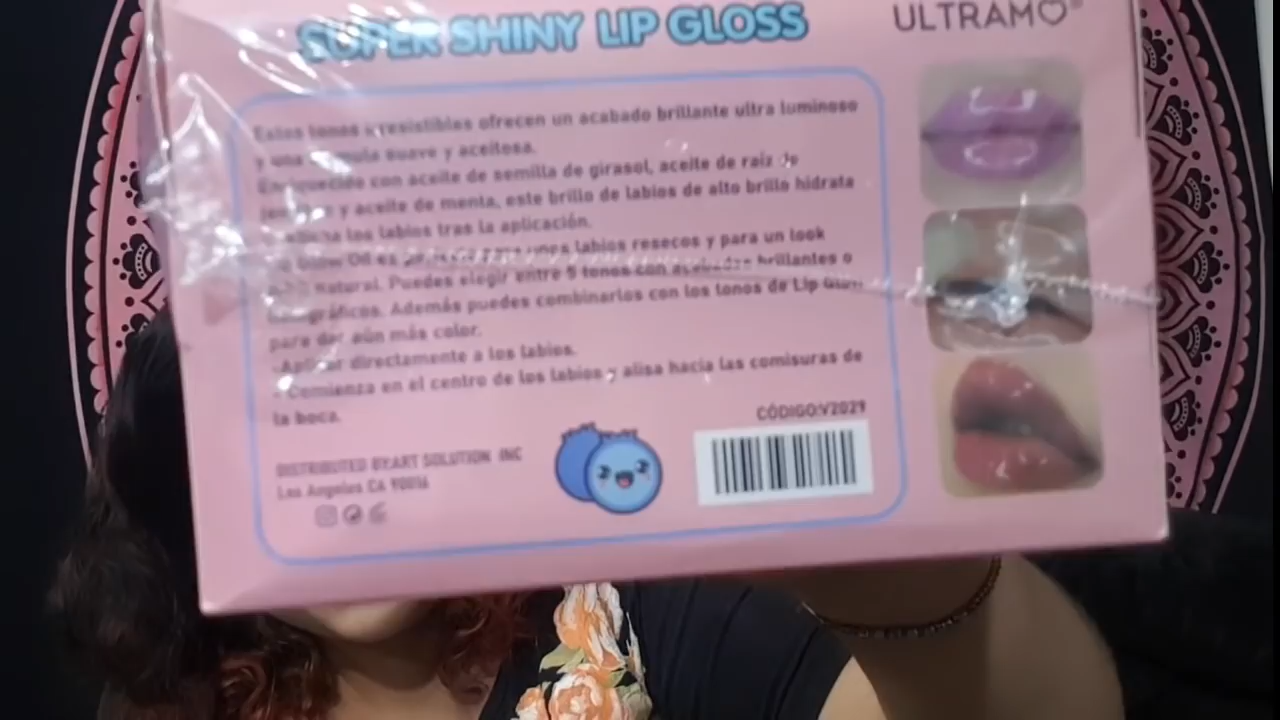 SUPER SHINY LIP GLOSS
ULTRAMO
Estos tonos irresistibles ofrecen un acabado brillante ultra luminoso
y una fórmula suave y aceitosa.
Enriquecido con aceite de semilla de girasol, aceite de raíz de
y aceite de menta, este brillo de labios de alto brillo hidrata
los labios tras la aplicación.
Glow Oil es labios resecos y para un look
natural. Puedes elegir entre 5 tonos con acabados brillantes o
Además puedes combinarlos con los tonos de Lip
para dar aún más color.
-Aplicar directamente a los labios.
- Comienza en el centro de los labios y alisa hacia las comisuras de
la boca.
CÓDIGO:V2029
DISTRIBUTED BY:ART SOLUTION INC
Los Angeles CA 90016